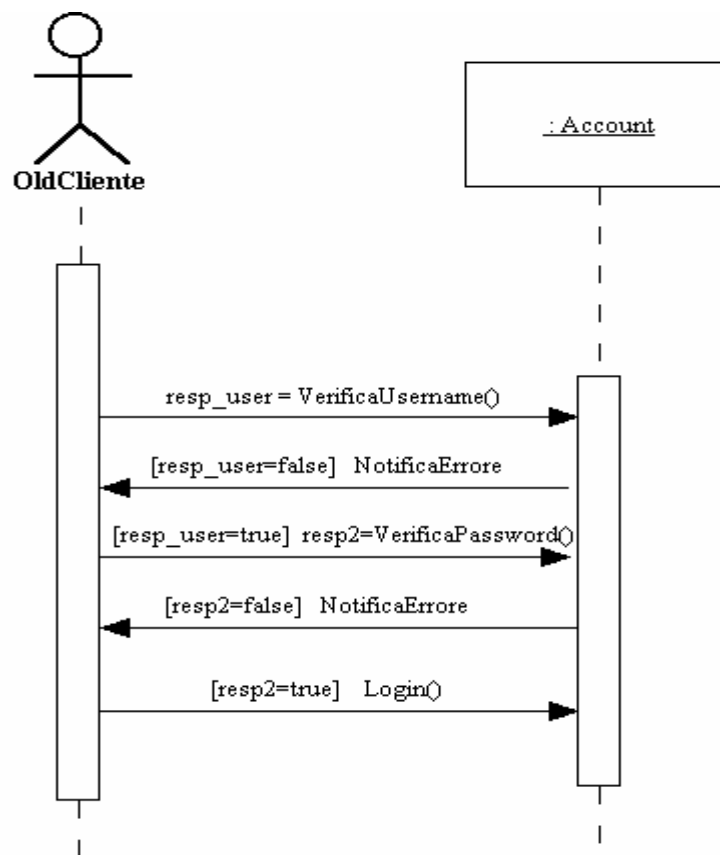 : Account
OldCliente
resp_user = VerificaUsername()
[resp_user=false] NotificaErrore
[resp_user=true] resp2=VerificaPassword()
[resp2=false] NotificaErrore
[resp2=true] Login()